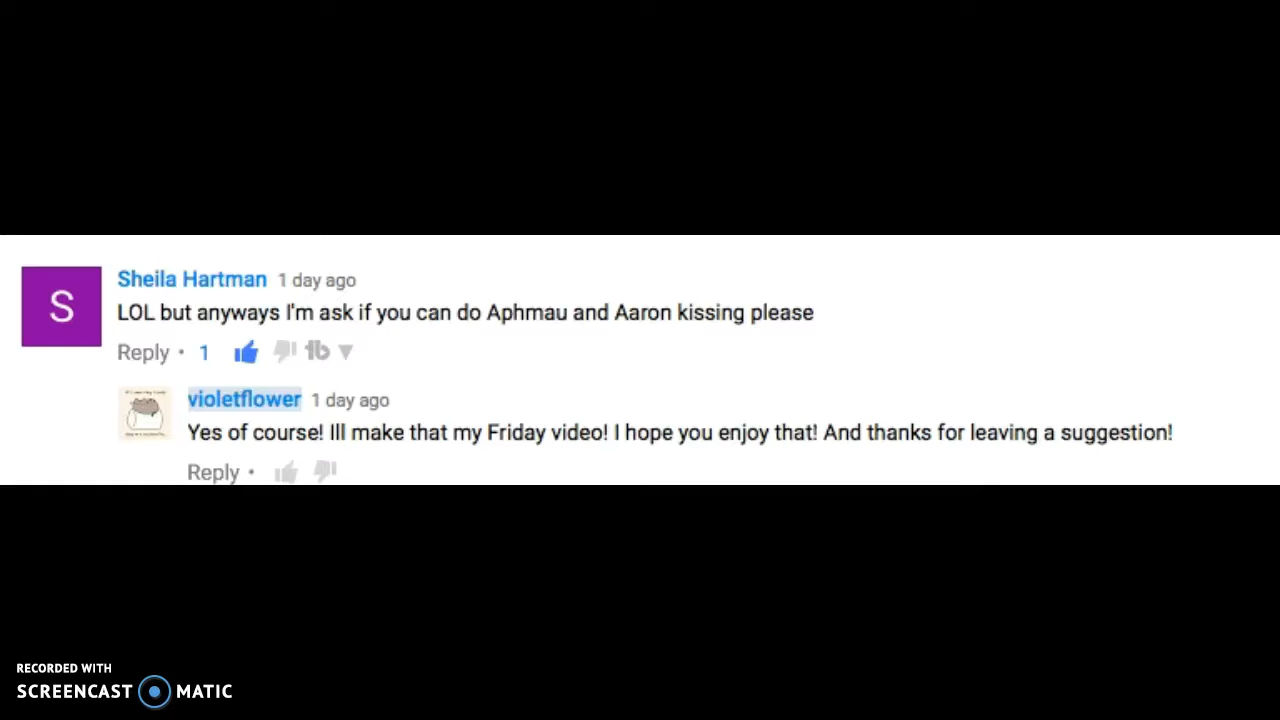 S
Sheila Hartman 1 day ago
LOL but anyways I'm ask if you can do Aphmau and Aaron kissing please
Reply • 1 tb
violetflower 1 day ago
Yes of course! Ill make that my Friday video! I hope you enjoy that! And thanks for leaving a suggestion!
Reply •
RECORDED WITH
SCREENCAST MATIC